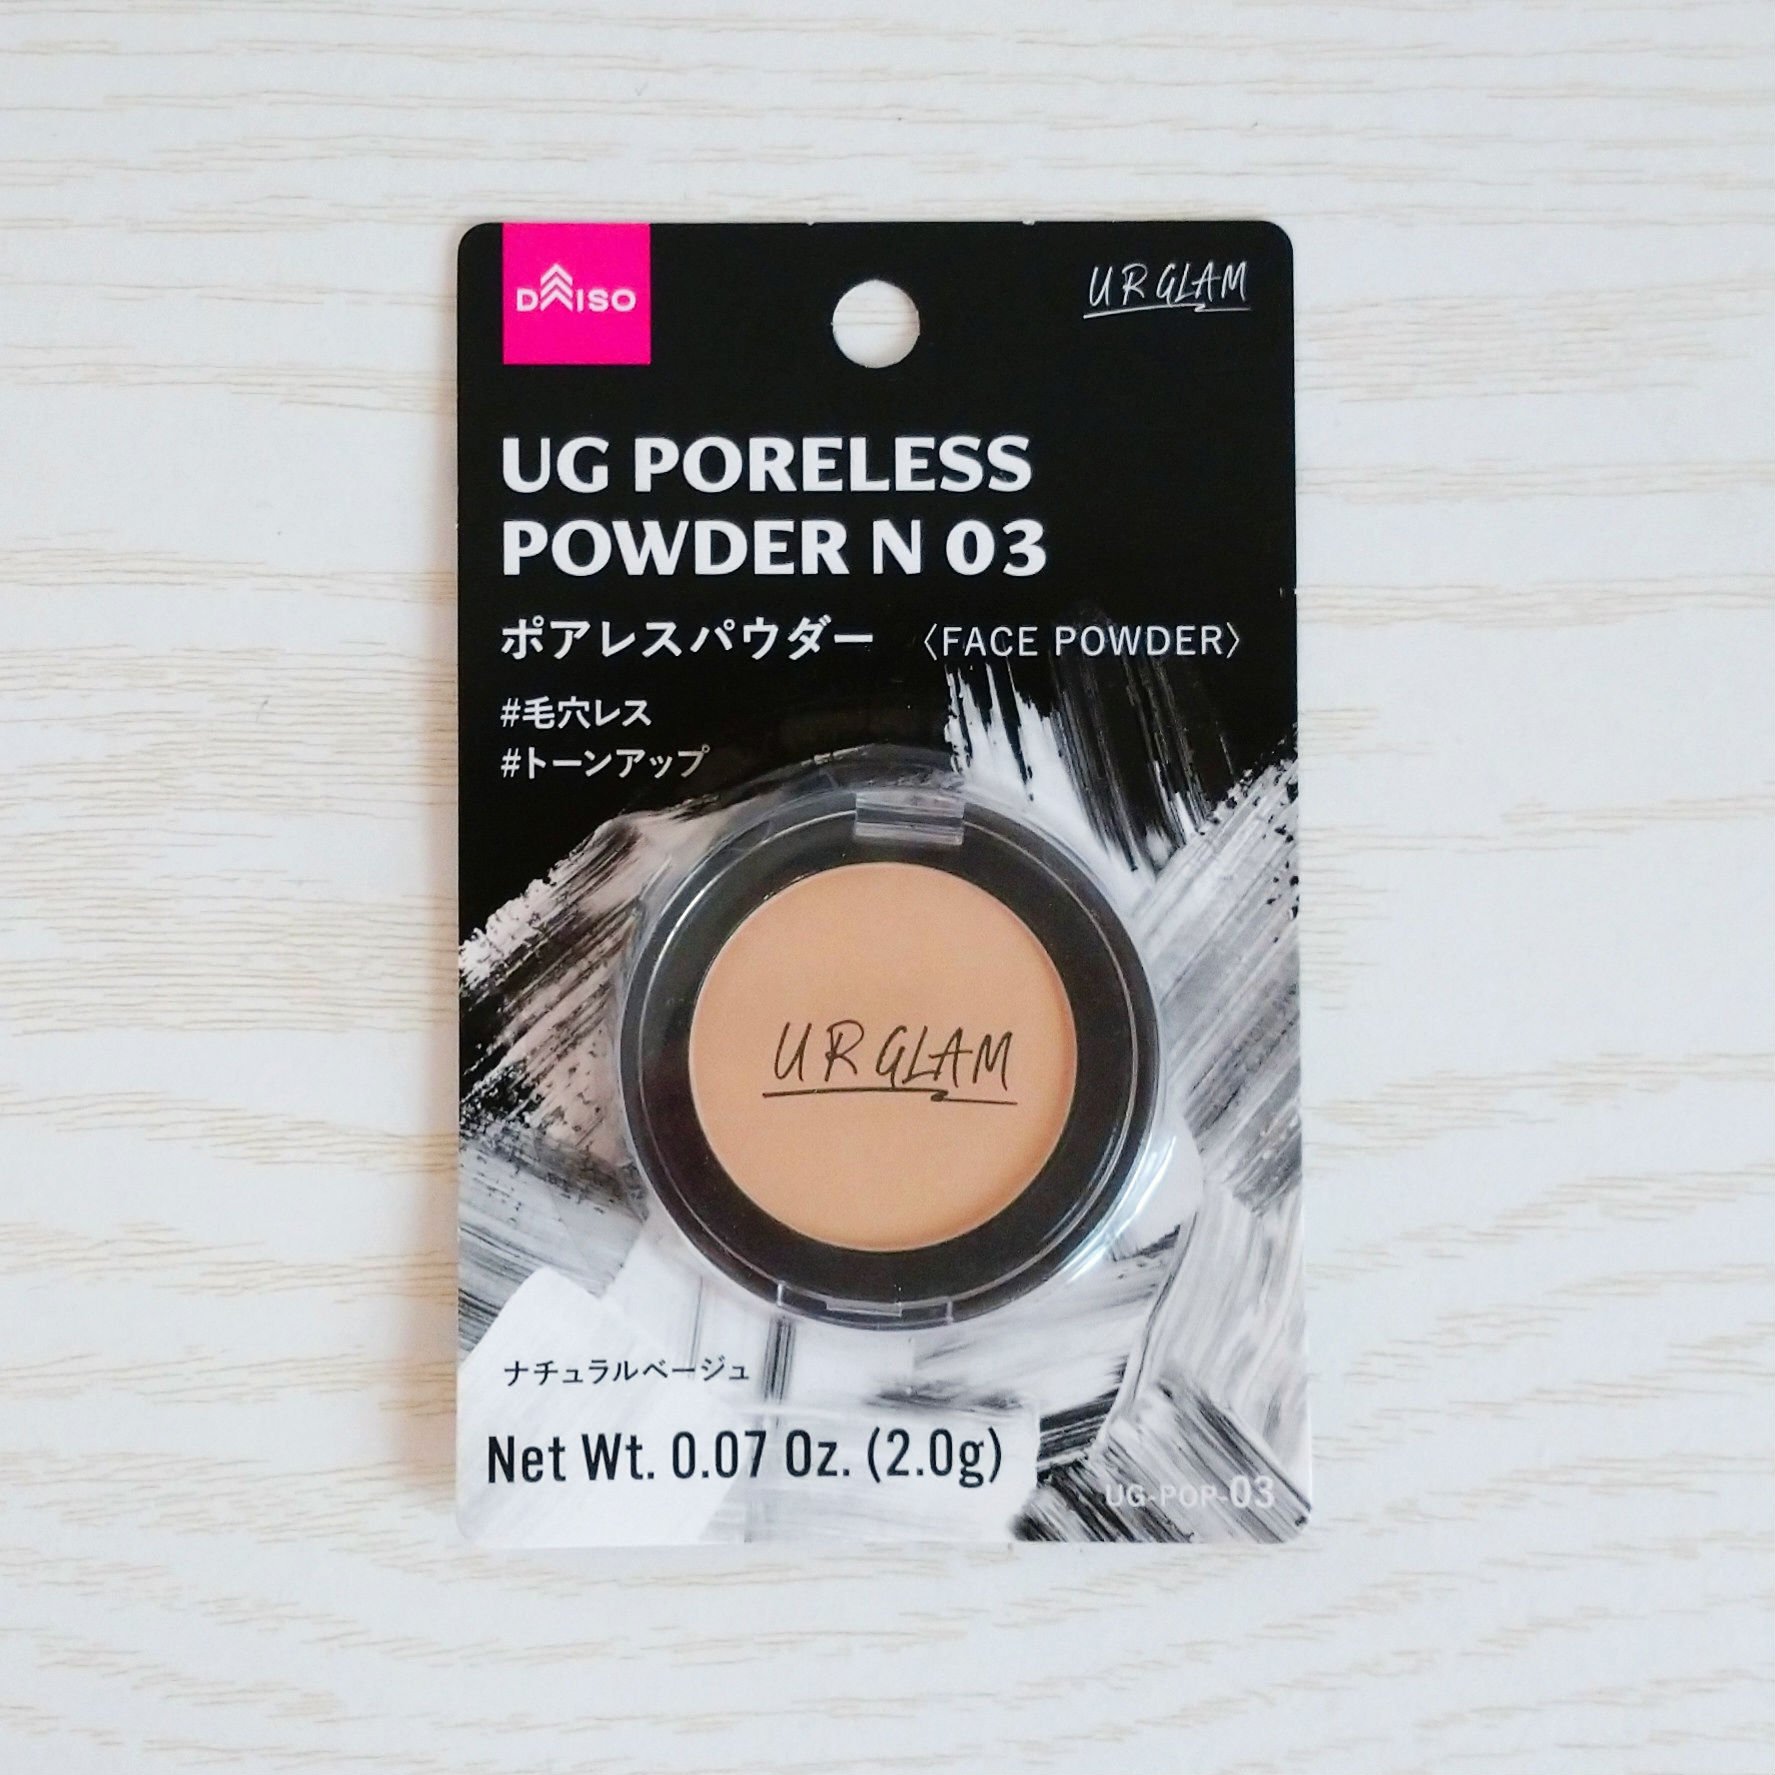 DAISO
UR GLAM
UG PORELESS
POWDER N 03
ポアレスパウダー 〈FACE POWDER〉
#毛穴レス
#トーンアップ
UR GLAM
ナチュラルベージュ
Net Wt. 0.07 Oz. (2.0g)
UG-POP-03